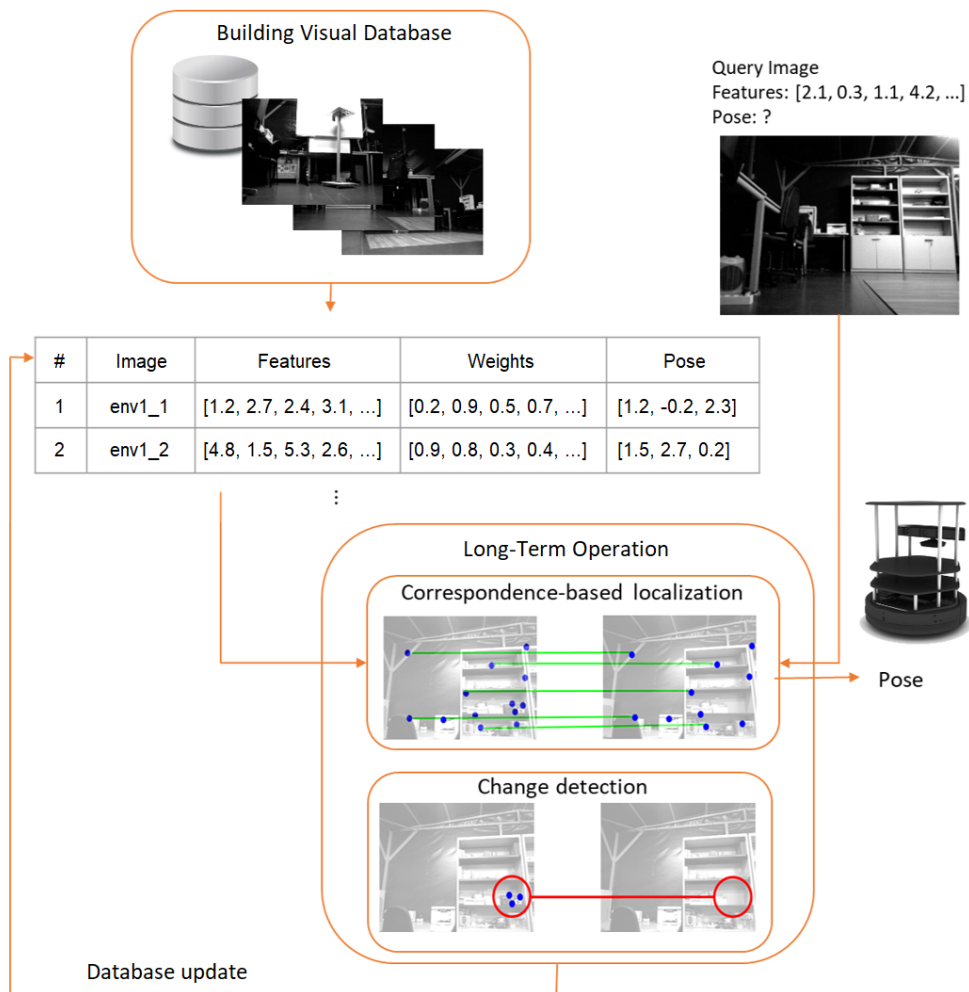 Building Visual Database
Query Image
Features: [2.1, 0.3, 1.1, 4.2, ...]
Pose: ?
# Image Features Weights Pose
1 env1_1 [1.2, 2.7, 2.4, 3.1, ...] [0.2, 0.9, 0.5, 0.7, ...] [1.2, -0.2, 2.3]
2 env1_2 [4.8, 1.5, 5.3, 2.6, ...] [0.9, 0.8, 0.3, 0.4, ...] [1.5, 2.7, 0.2]
⋮
Long-Term Operation
Correspondence-based localization
Pose
Change detection
Database update